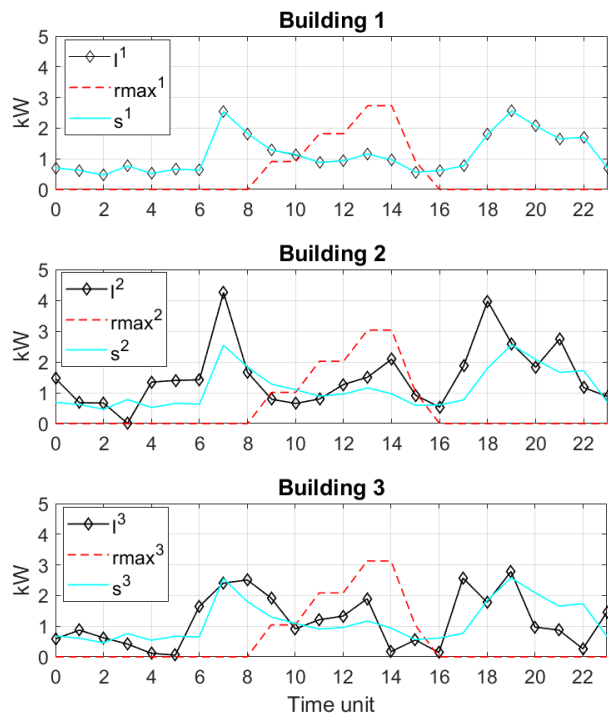 Building 1
5
4
3
2
1
0
kW
l¹
rmax¹
s¹
0 2 4 6 8 10 12 14 16 18 20 22
Building 2
5
4
3
2
1
0
kW
l²
rmax²
s²
0 2 4 6 8 10 12 14 16 18 20 22
Building 3
5
4
3
2
1
0
kW
l³
rmax³
s³
0 2 4 6 8 10 12 14 16 18 20 22
Time unit